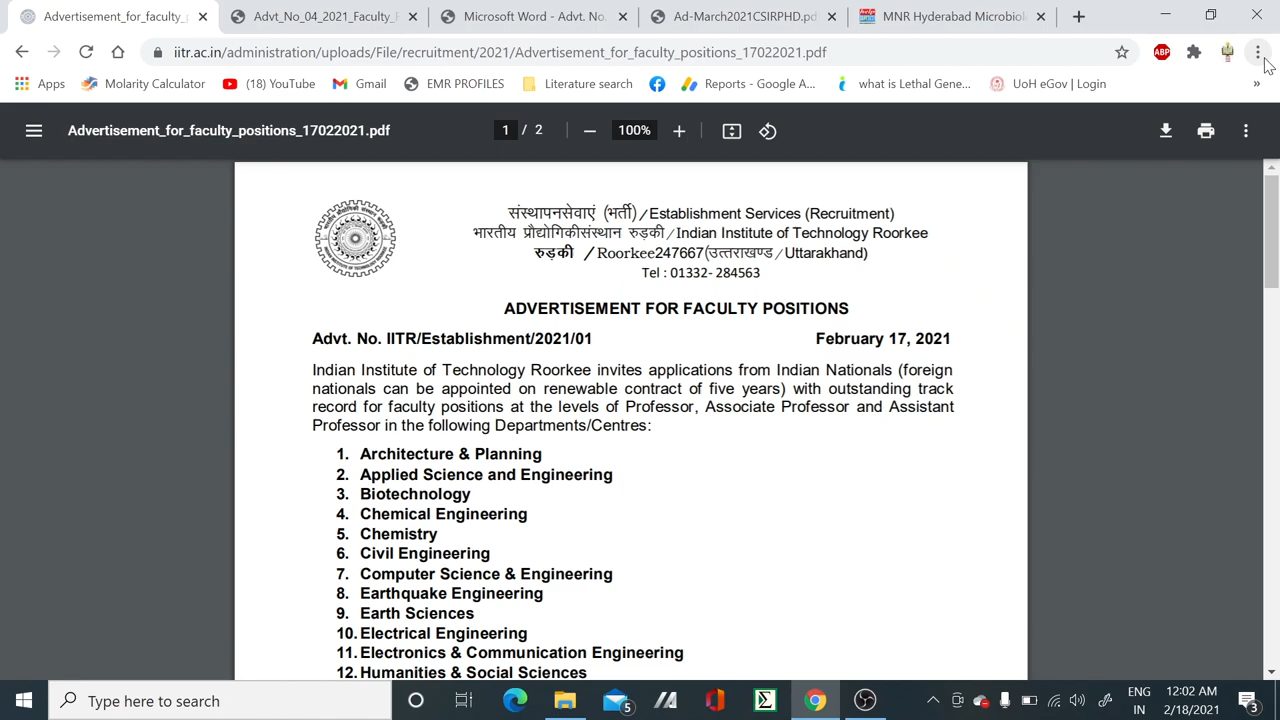 Advertisement_for_faculty_p
Advt_No_04_2021_Faculty_F
Microsoft Word - Advt. No.
Ad-March2021CSIRPHD.pd
MNR Hyderabad Microbiol
iitr.ac.in/administration/uploads/File/recruitment/2021/Advertisement_for_faculty_positions_17022021.pdf
ABP
Apps
Molarity Calculator
(18) YouTube
Gmail
EMR PROFILES
Literature search
Reports - Google A...
what is Lethal Gene...
UoH eGov | Login
»
Advertisement_for_faculty_positions_17022021.pdf
1 / 2
100%
संस्थापनसेवाएं (भर्ती)/Establishment Services (Recruitment)
भारतीय प्रौद्योगिकीसंस्थान रुड़की/Indian Institute of Technology Roorkee
रुड़की /Roorkee247667(उत्तराखण्ड/Uttarakhand)
Tel : 01332- 284563
ADVERTISEMENT FOR FACULTY POSITIONS
Advt. No. IITR/Establishment/2021/01 February 17, 2021
Indian Institute of Technology Roorkee invites applications from Indian Nationals (foreign
nationals can be appointed on renewable contract of five years) with outstanding track
record for faculty positions at the levels of Professor, Associate Professor and Assistant
Professor in the following Departments/Centres:
1. Architecture & Planning
2. Applied Science and Engineering
3. Biotechnology
4. Chemical Engineering
5. Chemistry
6. Civil Engineering
7. Computer Science & Engineering
8. Earthquake Engineering
9. Earth Sciences
10. Electrical Engineering
11. Electronics & Communication Engineering
12. Humanities & Social Sciences
Type here to search
5
ENG
IN
12:02 AM
2/18/2021
3